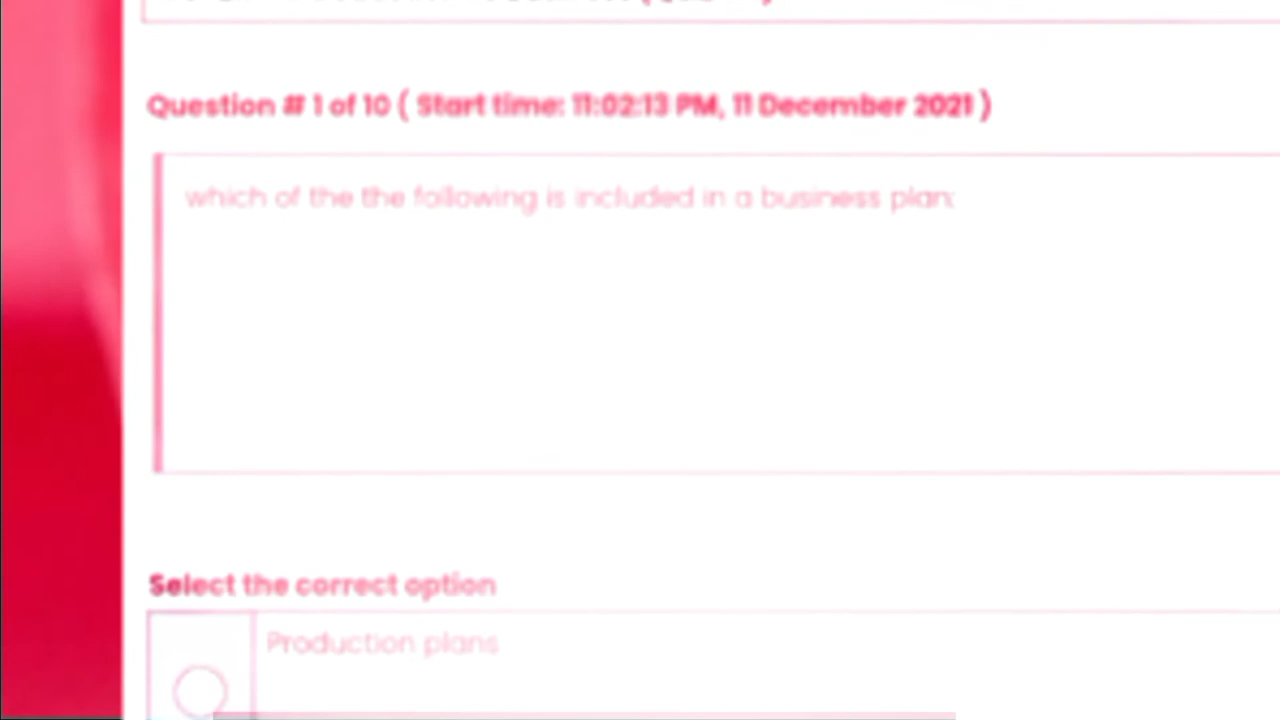 Question # 1 of 10 ( Start time: 11:02:13 PM, 11 December 2021 )
which of the the following is included in a business plan:
Select the correct option
Production plans